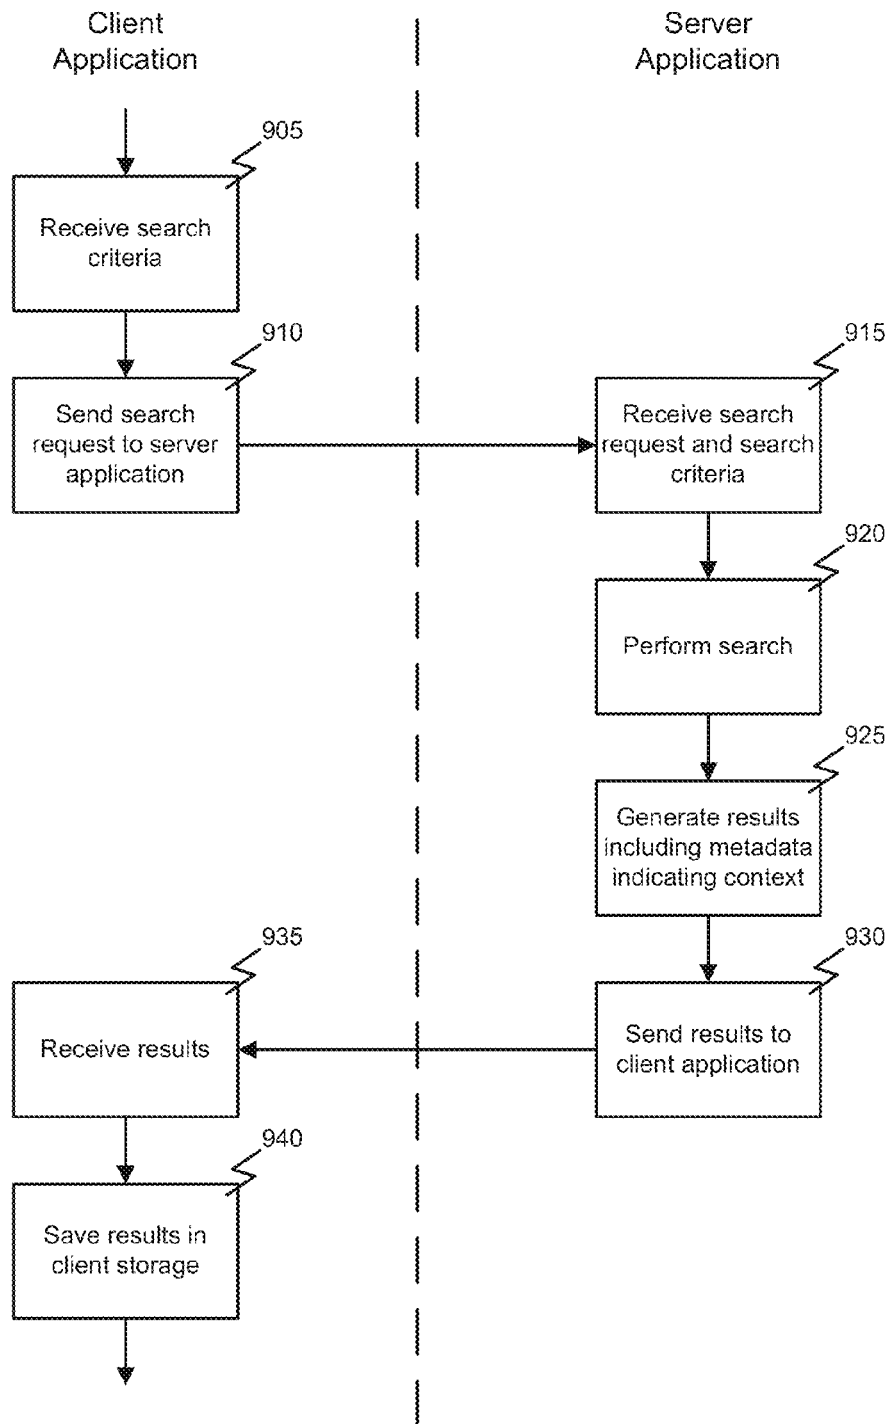 Client
Application
Server
Application
905
Receive search
criteria
910
Send search
request to server
application
915
Receive search
request and search
criteria
920
Perform search
925
Generate results
including metadata
indicating context
930
Send results to
client application
935
Receive results
940
Save results in
client storage